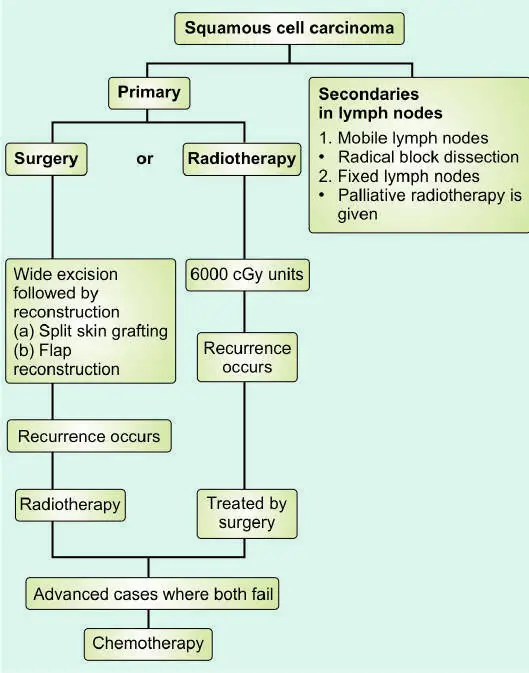 Squamous cell carcinoma
Primary
Secondaries
in lymph nodes
1. Mobile lymph nodes
• Radical block dissection
2. Fixed lymph nodes
• Palliative radiotherapy is
given
Surgery
or
Radiotherapy
Wide excision
followed by
reconstruction
(a) Split skin grafting
(b) Flap
reconstruction
6000 cGy units
Recurrence
occurs
Recurrence occurs
Radiotherapy
Treated by
surgery
Advanced cases where both fail
Chemotherapy